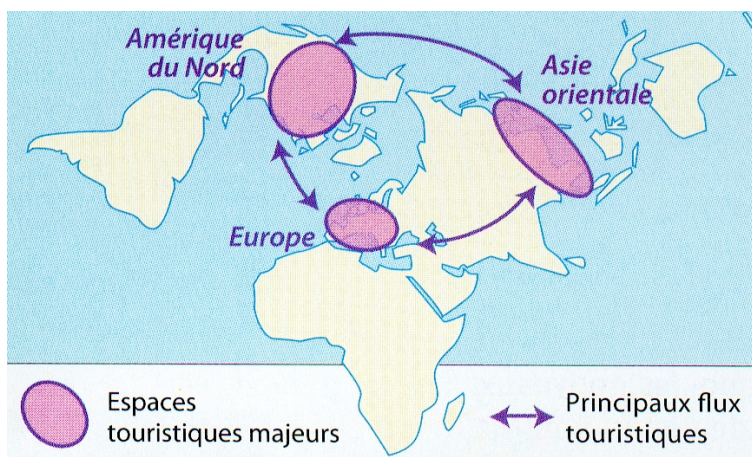 Amérique
du Nord
Asie
orientale
Europe
Espaces
touristiques majeurs
Principaux flux
touristiques